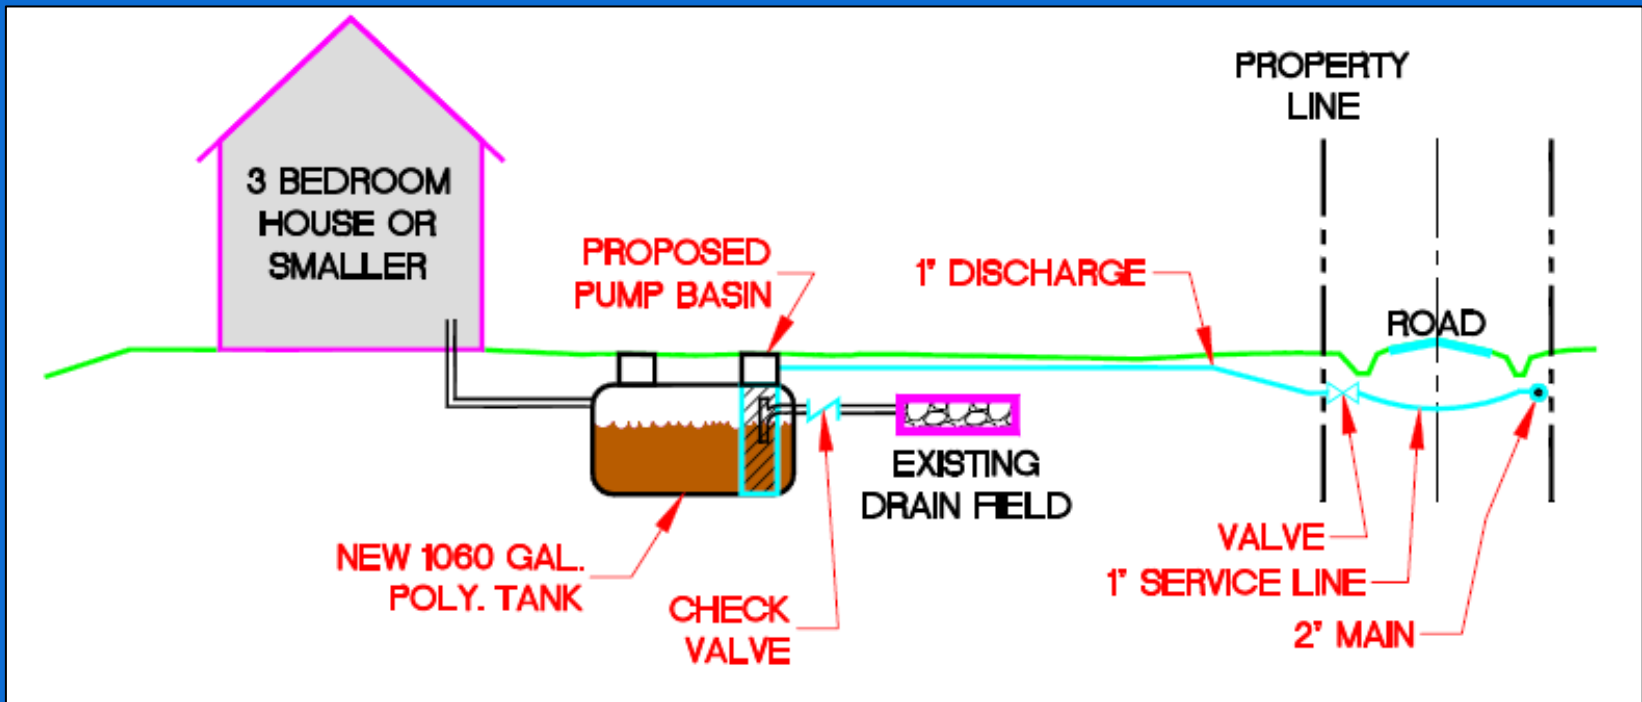 PROPERTY
LINE
3 BEDROOM
HOUSE OR
SMALLER
PROPOSED
PUMP BASIN
1" DISCHARGE
ROAD
EXISTING
DRAIN FIELD
NEW 1060 GAL.
POLY. TANK
CHECK
VALVE
VALVE
1" SERVICE LINE
2" MAIN